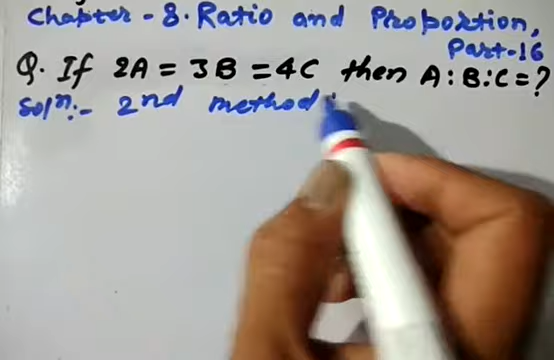 Chapter - 8. Ratio and Proportion,
Part-16
Q. If 2A = 3B = 4C then A:B:C=?
Solⁿ:- 2nd method: